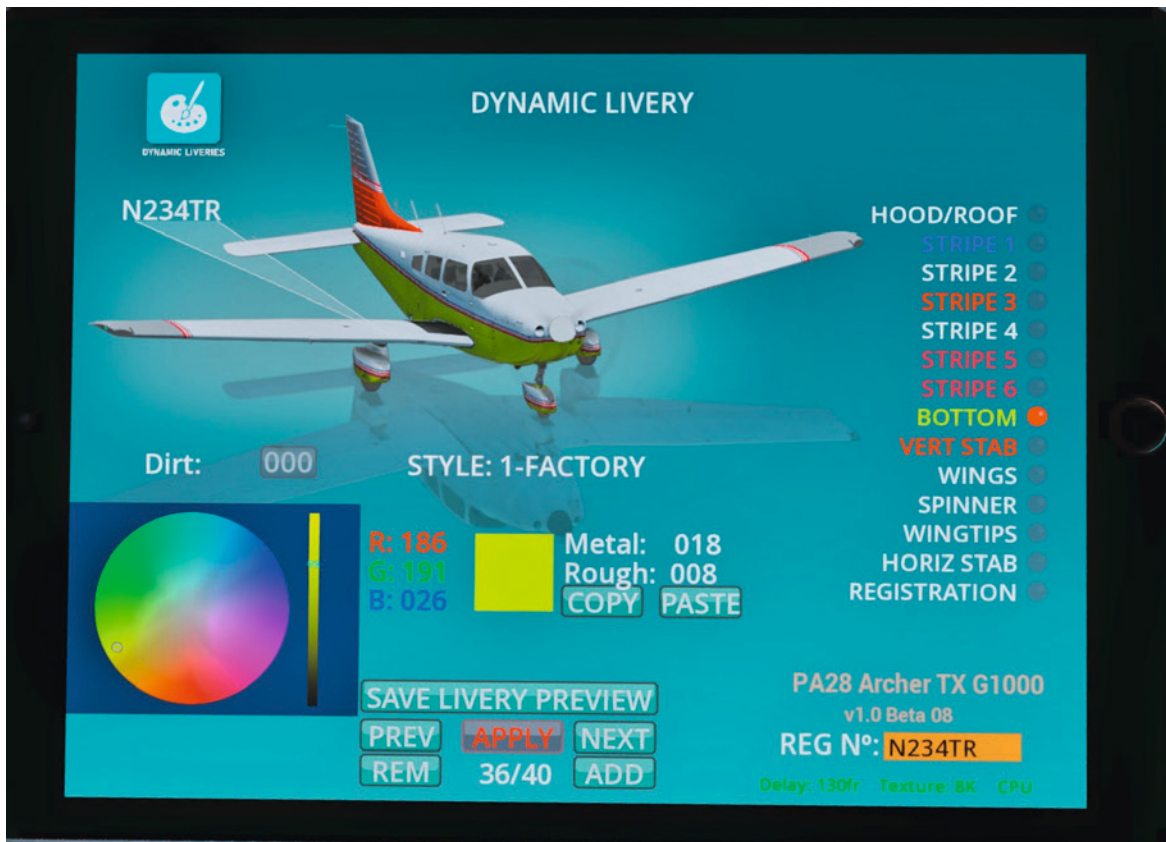 DYNAMIC LIVERY
DYNAMIC LIVERIES
N234TR
HOOD/ROOF
STRIPE 1
STRIPE 2
STRIPE 3
STRIPE 4
STRIPE 5
STRIPE 6
BOTTOM
VERT STAB
WINGS
SPINNER
WINGTIPS
HORIZ STAB
REGISTRATION
Dirt: 000
STYLE: 1-FACTORY
R: 186
G: 191
B: 026
Metal: 018
Rough: 008
COPY PASTE
SAVE LIVERY PREVIEW
PREV APPLY NEXT
REM 36/40 ADD
PA28 Archer TX G1000
v1.0 Beta 08
REG Nº: N234TR
Delay: 130fr Texture: 8K CPU